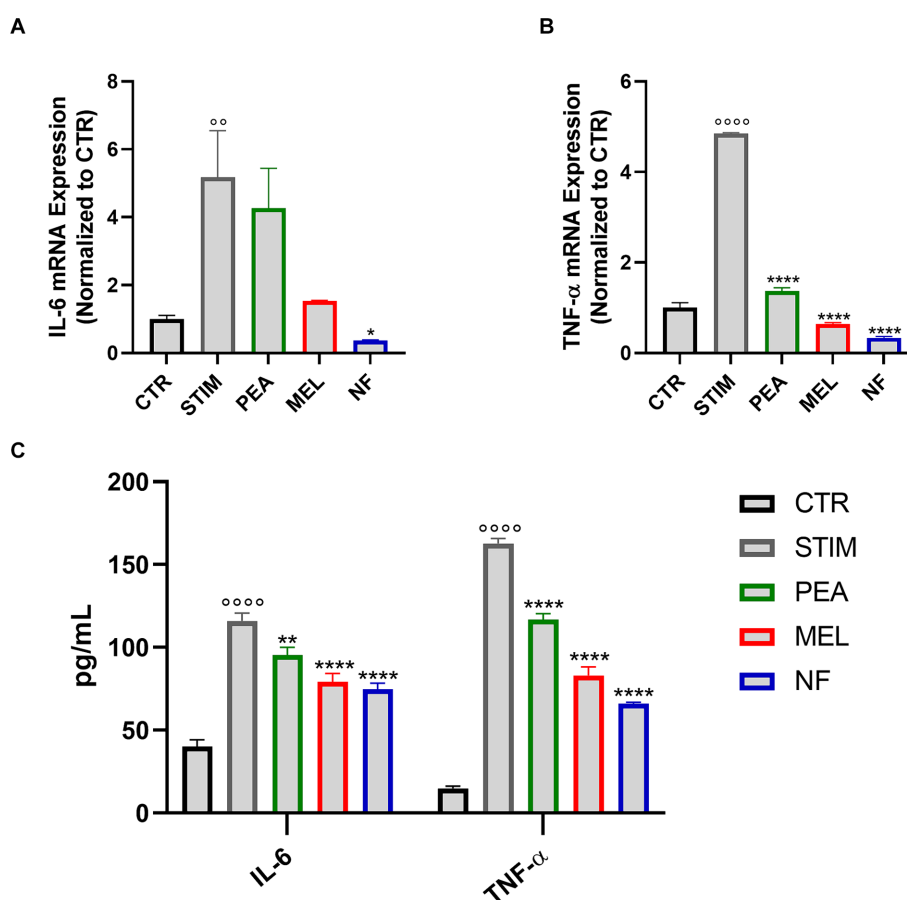 A
IL-6 mRNA Expression
(Normalized to CTR)
8
6
4
2
0
°°
*
CTR
STIM
PEA
MEL
NF
B
TNF-α mRNA Expression
(Normalized to CTR)
6
4
2
0
°°°°
****
****
****
CTR
STIM
PEA
MEL
NF
C
pg/mL
200
150
100
50
0
°°°°
**
****
****
°°°°
****
****
****
IL-6
TNF-α
CTR
STIM
PEA
MEL
NF